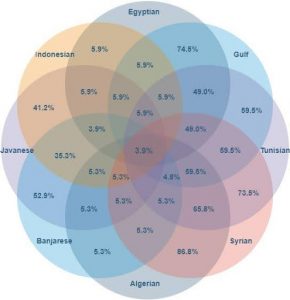 Egyptian
Indonesian 5.9% 74.5% Gulf
5.9%
41.2% 5.9% 49.0% 59.5%
5.9% 5.9%
5.9%
3.9% 49.0%
Javanese 35.3% 3.9% 59.5% Tunisian
5.3% 59.5%
5.3% 4.8%
52.9% 5.3% 5.3% 73.5%
5.3% 65.8%
Banjarese 5.3% Syrian
5.3% 86.8%
Algerian